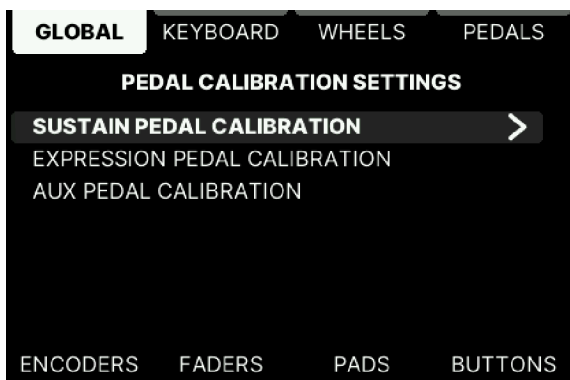 GLOBAL KEYBOARD WHEELS PEDALS
PEDAL CALIBRATION SETTINGS
SUSTAIN PEDAL CALIBRATION
EXPRESSION PEDAL CALIBRATION
AUX PEDAL CALIBRATION
ENCODERS FADERS PADS BUTTONS